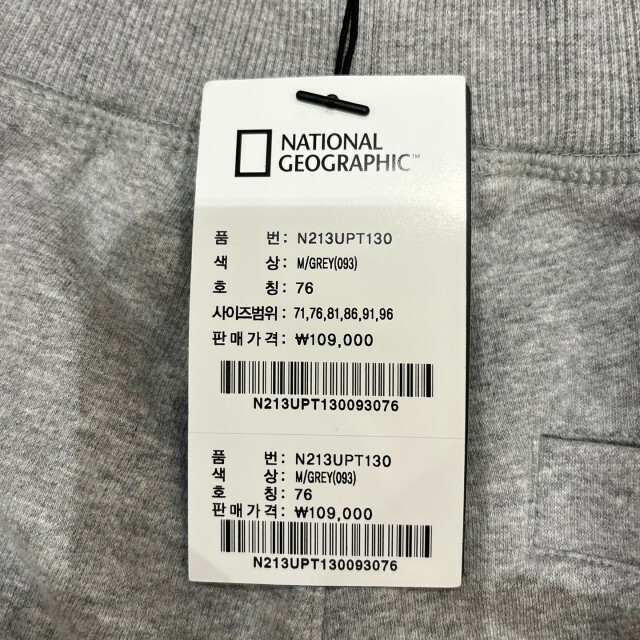 NATIONAL
GEOGRAPHIC™
품 번: N213UPT130
색 상: M/GREY(093)
호 칭: 76
사이즈범위 : 71,76,81,86,91,96
판매가격: ₩109,000
N213UPT130093076
품 번: N213UPT130
색 상: M/GREY(093)
호 칭: 76
판매가격: ₩109,000
N213UPT130093076